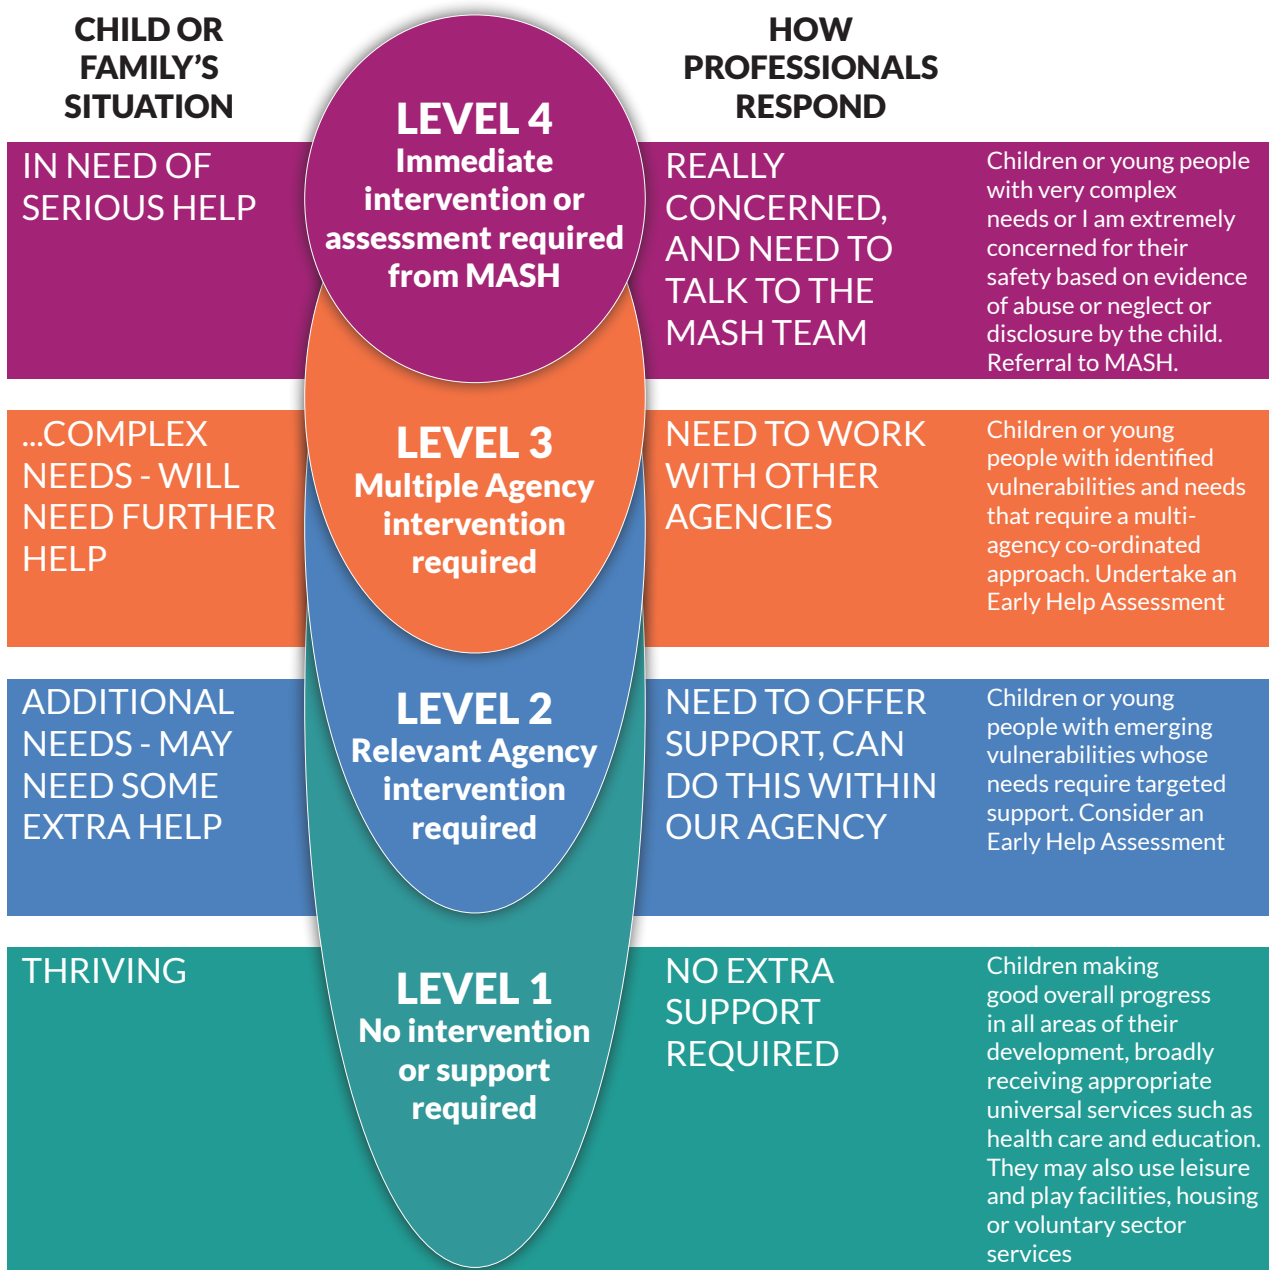 CHILD OR
FAMILY’S
SITUATION
HOW
PROFESSIONALS
RESPOND
IN NEED OF
SERIOUS HELP
LEVEL 4
Immediate
intervention or
assessment required
from MASH
REALLY
CONCERNED,
AND NEED TO
TALK TO THE
MASH TEAM
Children or young people
with very complex
needs or I am extremely
concerned for their
safety based on evidence
of abuse or neglect or
disclosure by the child.
Referral to MASH.
...COMPLEX
NEEDS - WILL
NEED FURTHER
HELP
LEVEL 3
Multiple Agency
intervention
required
NEED TO WORK
WITH OTHER
AGENCIES
Children or young
people with identified
vulnerabilities and needs
that require a multi-
agency co-ordinated
approach. Undertake an
Early Help Assessment
ADDITIONAL
NEEDS - MAY
NEED SOME
EXTRA HELP
LEVEL 2
Relevant Agency
intervention
required
NEED TO OFFER
SUPPORT, CAN
DO THIS WITHIN
OUR AGENCY
Children or young
people with emerging
vulnerabilities whose
needs require targeted
support. Consider an
Early Help Assessment
THRIVING
LEVEL 1
No intervention
or support
required
NO EXTRA
SUPPORT
REQUIRED
Children making
good overall progress
in all areas of their
development, broadly
receiving appropriate
universal services such as
health care and education.
They may also use leisure
and play facilities, housing
or voluntary sector
services